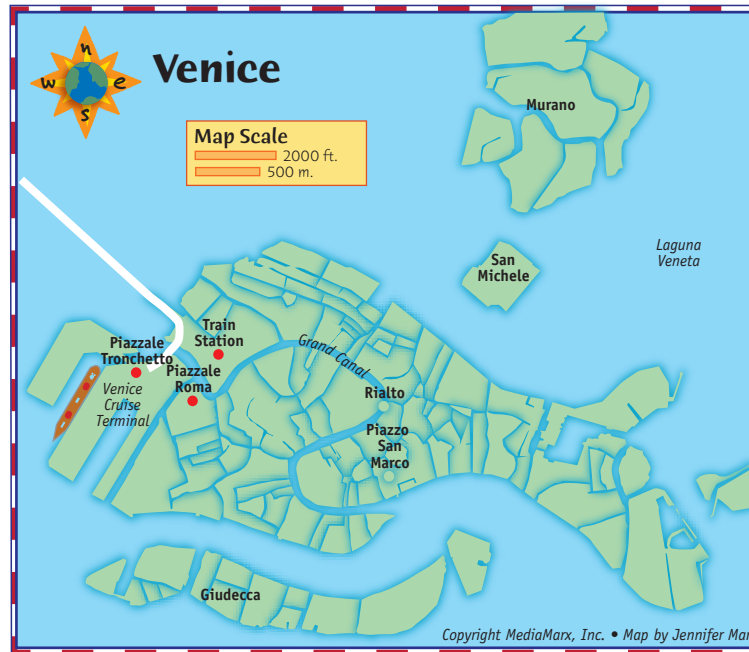 n
w e
s
Venice
Map Scale
2000 ft.
500 m.
Murano
San
Michele
Laguna
Veneta
Train
Station
Grand Canal
Piazzale
Tronchetto
Piazzale
Roma
Venice
Cruise
Terminal
Rialto
Piazzo
San
Marco
Giudecca
Copyright MediaMarx, Inc. • Map by Jennifer Mar